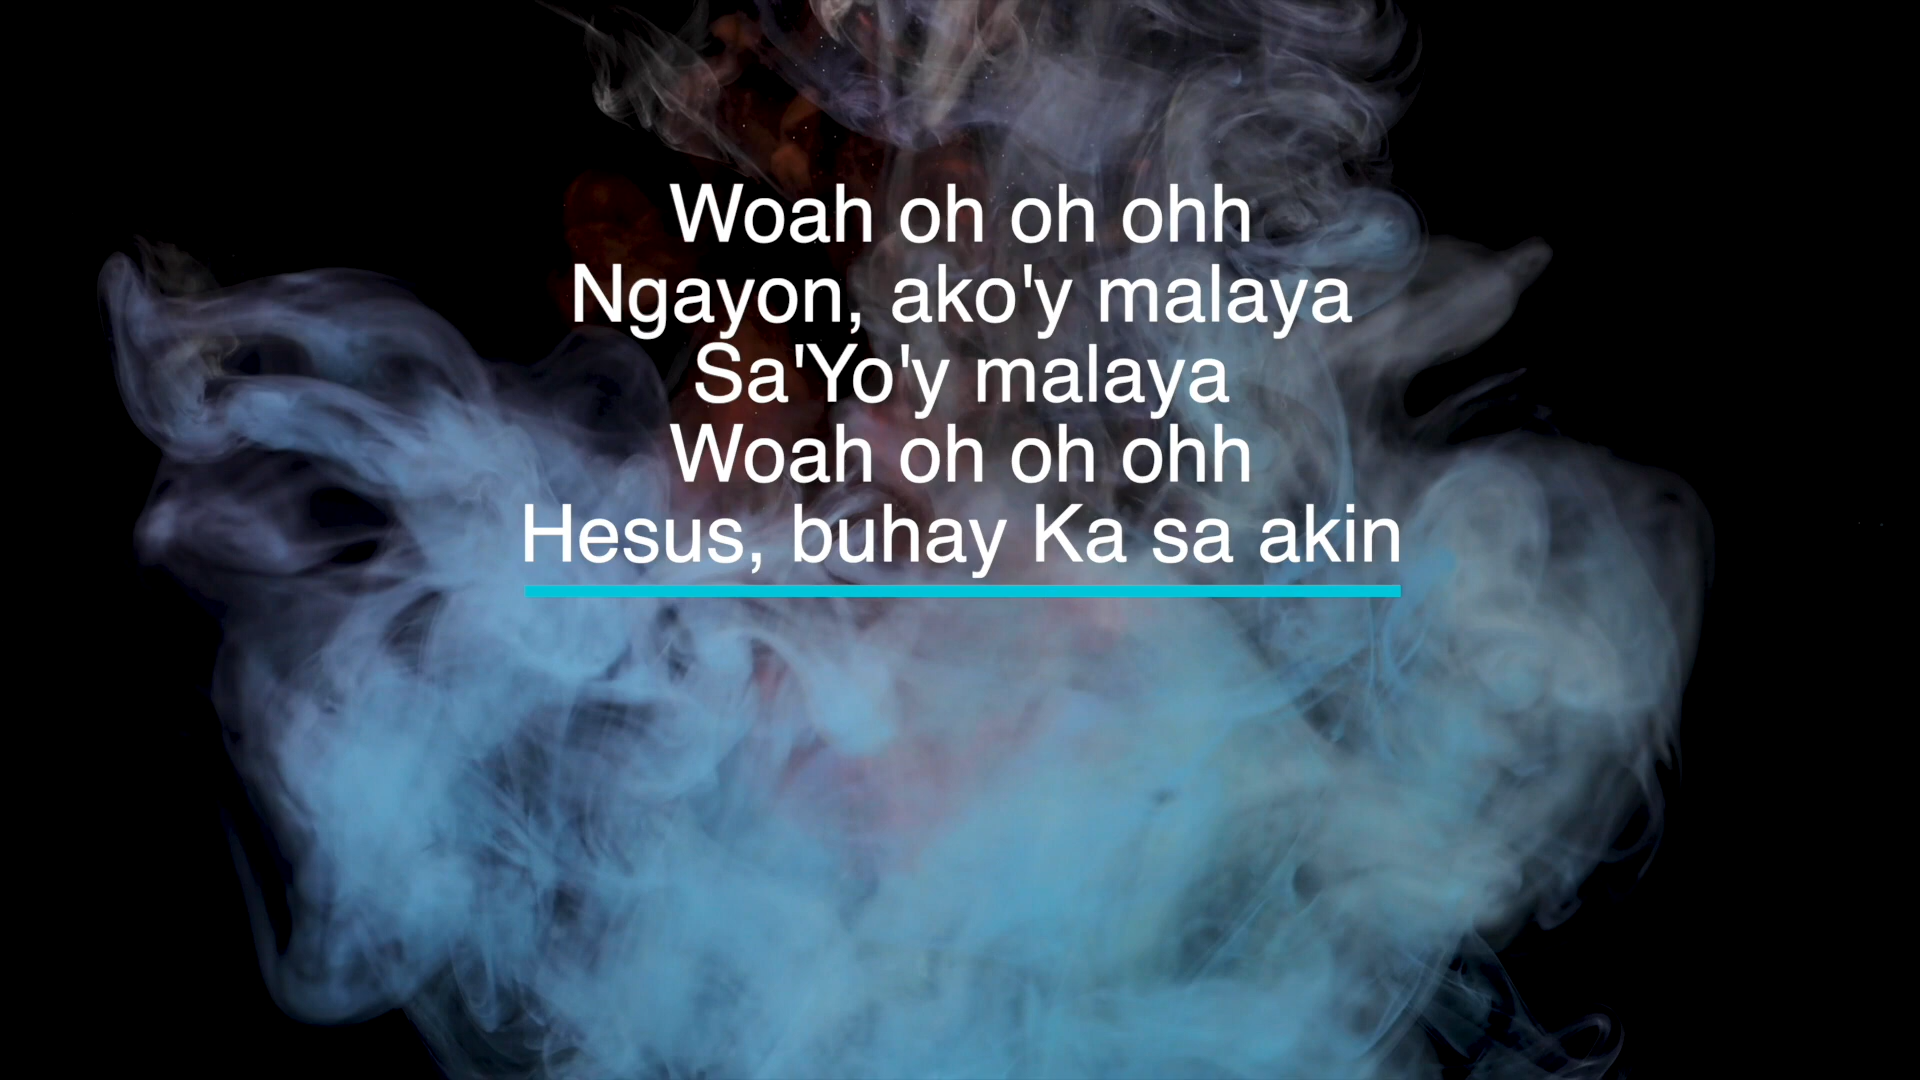 Woah oh oh ohh
Ngayon, ako'y malaya
Sa'Yo'y malaya
Woah oh oh ohh
Hesus, buhay Ka sa akin